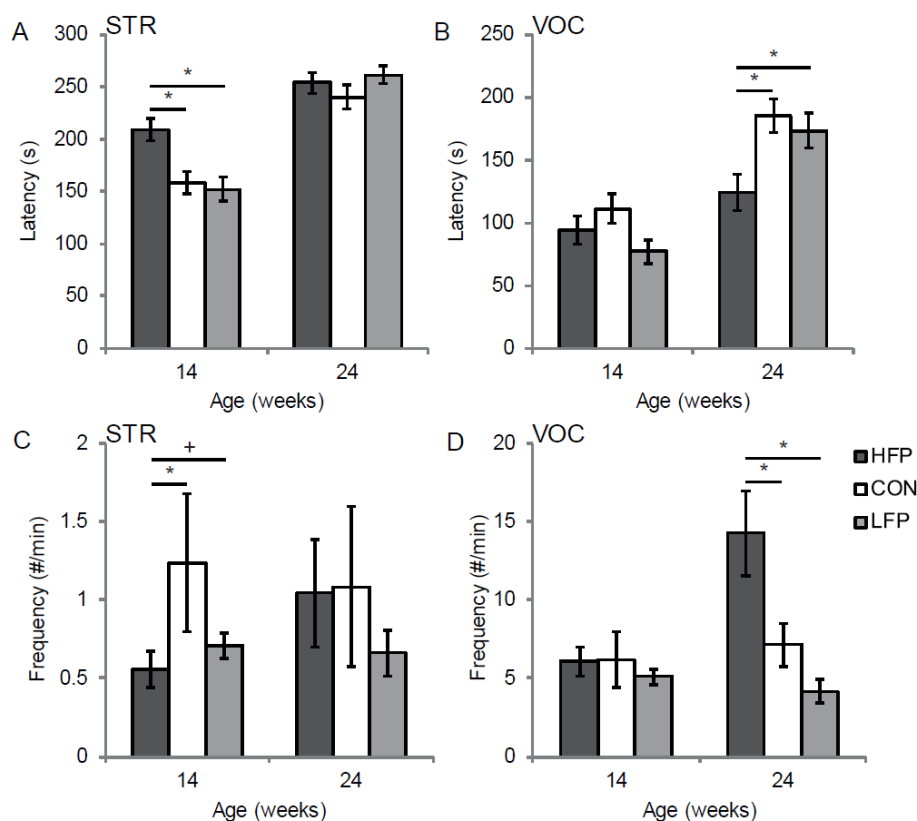 A STR
300
250
200
150
100
50
0
Latency (s)
*
*
14 24
Age (weeks)
B VOC
250
200
150
100
50
0
Latency (s)
*
*
14 24
Age (weeks)
C STR
2
1.5
1
0.5
0
Frequency (#/min)
+
*
14 24
Age (weeks)
D VOC
20
15
10
5
0
Frequency (#/min)
*
*
14 24
Age (weeks)
HFP
CON
LFP